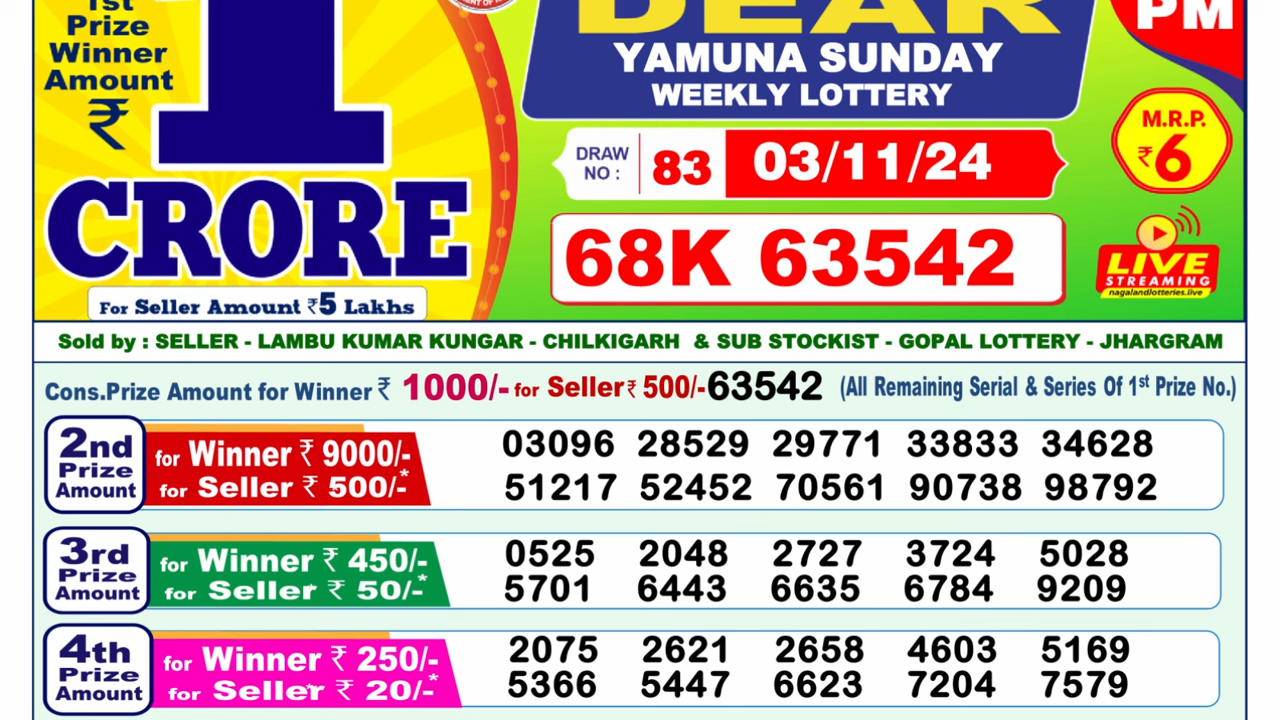 1st
Prize
Winner
Amount
₹
1
CRORE
For Seller Amount ₹5 Lakhs
DEAR
YAMUNA SUNDAY
WEEKLY LOTTERY
PM
M.R.P.
₹6
DRAW NO : 83 03/11/24
68K 63542
LIVE
STREAMING
nagalandlotteries.live
Sold by : SELLER - LAMBU KUMAR KUNGAR - CHILKIGARH & SUB STOCKIST - GOPAL LOTTERY - JHARGRAM
Cons.Prize Amount for Winner ₹ 1000/- for Seller ₹ 500/- 63542 (All Remaining Serial & Series Of 1st Prize No.)
2nd
Prize
Amount
for Winner ₹ 9000/-
for Seller ₹ 500/-*
03096 28529 29771 33833 34628
51217 52452 70561 90738 98792
3rd
Prize
Amount
for Winner ₹ 450/-
for Seller ₹ 50/-*
0525 2048 2727 3724 5028
5701 6443 6635 6784 9209
4th
Prize
Amount
for Winner ₹ 250/-
for Seller ₹ 20/-*
2075 2621 2658 4603 5169
5366 5447 6623 7204 7579